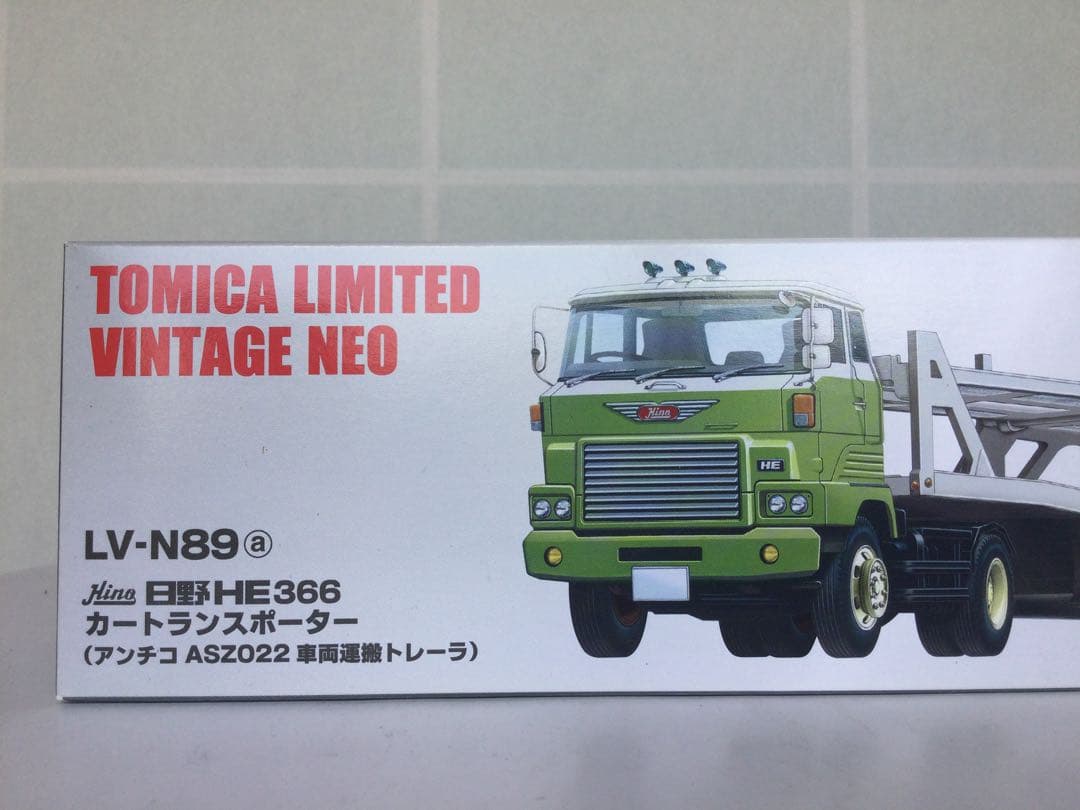 TOMICA LIMITED
VINTAGE NEO
Hino
HE
LV-N89ⓐ
Hino 日野HE366
カートランスポーター
(アンチコ ASZ022 車両運搬トレーラ)